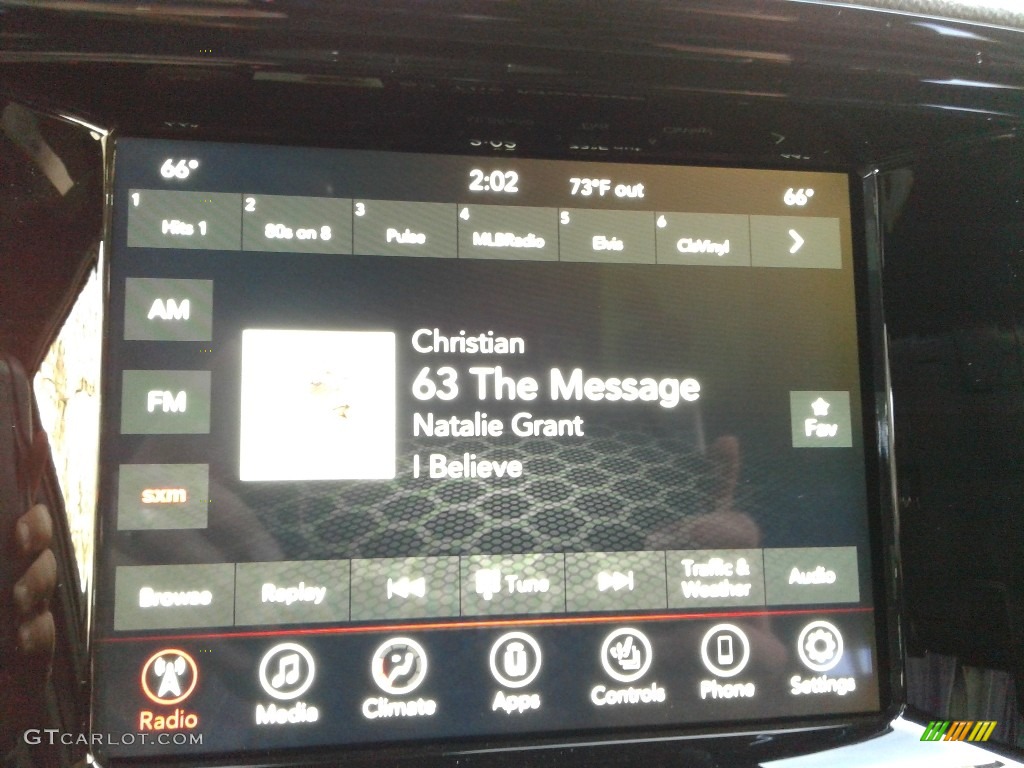 66° 2:02 73°F out 66°
1 Hits 1 2 80s on 8 3 Pulse 4 MLBRadio 5 Elvis 6 ClsVinyl
AM
Christian
63 The Message
FM
Natalie Grant
Fav
I Believe
sxm
Browse Replay Tune Traffic & Weather Audio
Radio Media Climate Apps Controls Phone Settings
GTCARLOT.COM